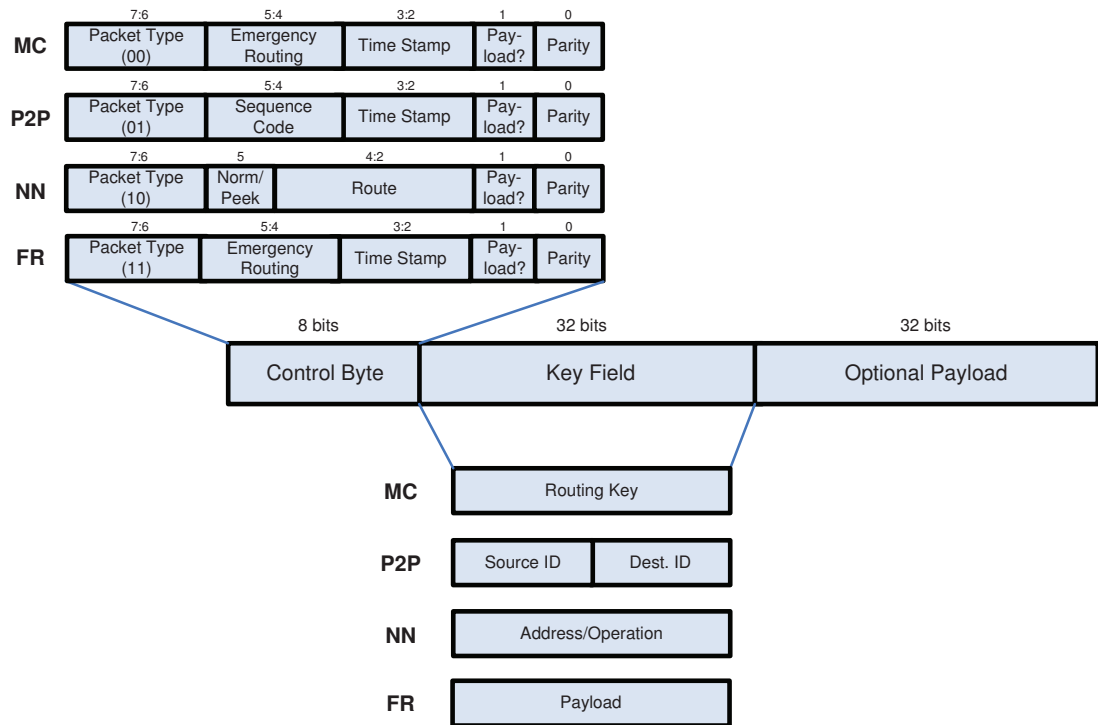 7:6 5:4 3:2 1 0
MC
Packet Type
(00)
Emergency
Routing
Time Stamp
Pay-
load?
Parity
7:6 5:4 3:2 1 0
P2P
Packet Type
(01)
Sequence
Code
Time Stamp
Pay-
load?
Parity
7:6 5 4:2 1 0
NN
Packet Type
(10)
Norm/
Peek
Route
Pay-
load?
Parity
7:6 5:4 3:2 1 0
FR
Packet Type
(11)
Emergency
Routing
Time Stamp
Pay-
load?
Parity
8 bits 32 bits 32 bits
Control Byte Key Field Optional Payload
MC Routing Key
P2P Source ID Dest. ID
NN Address/Operation
FR Payload